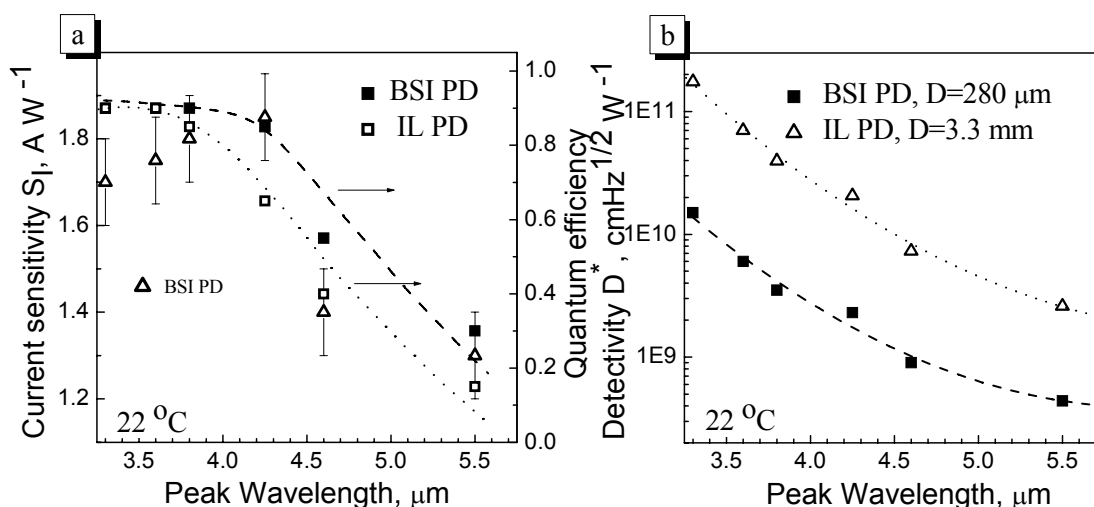 a
Current sensitivity S_I, A W^-1
1.8
1.6
1.4
1.2
BSI PD
IL PD
BSI PD
22 °C
3.5 4.0 4.5 5.0 5.5
Peak Wavelength, μm
1.0
0.8
0.6
0.4
0.2
0.0
Quantum efficiency
b
Detectivity D^*, cmHz^1/2 W^-1
1E11
1E10
1E9
BSI PD, D=280 μm
IL PD, D=3.3 mm
22 °C
3.5 4.0 4.5 5.0 5.5
Peak Wavelength, μm